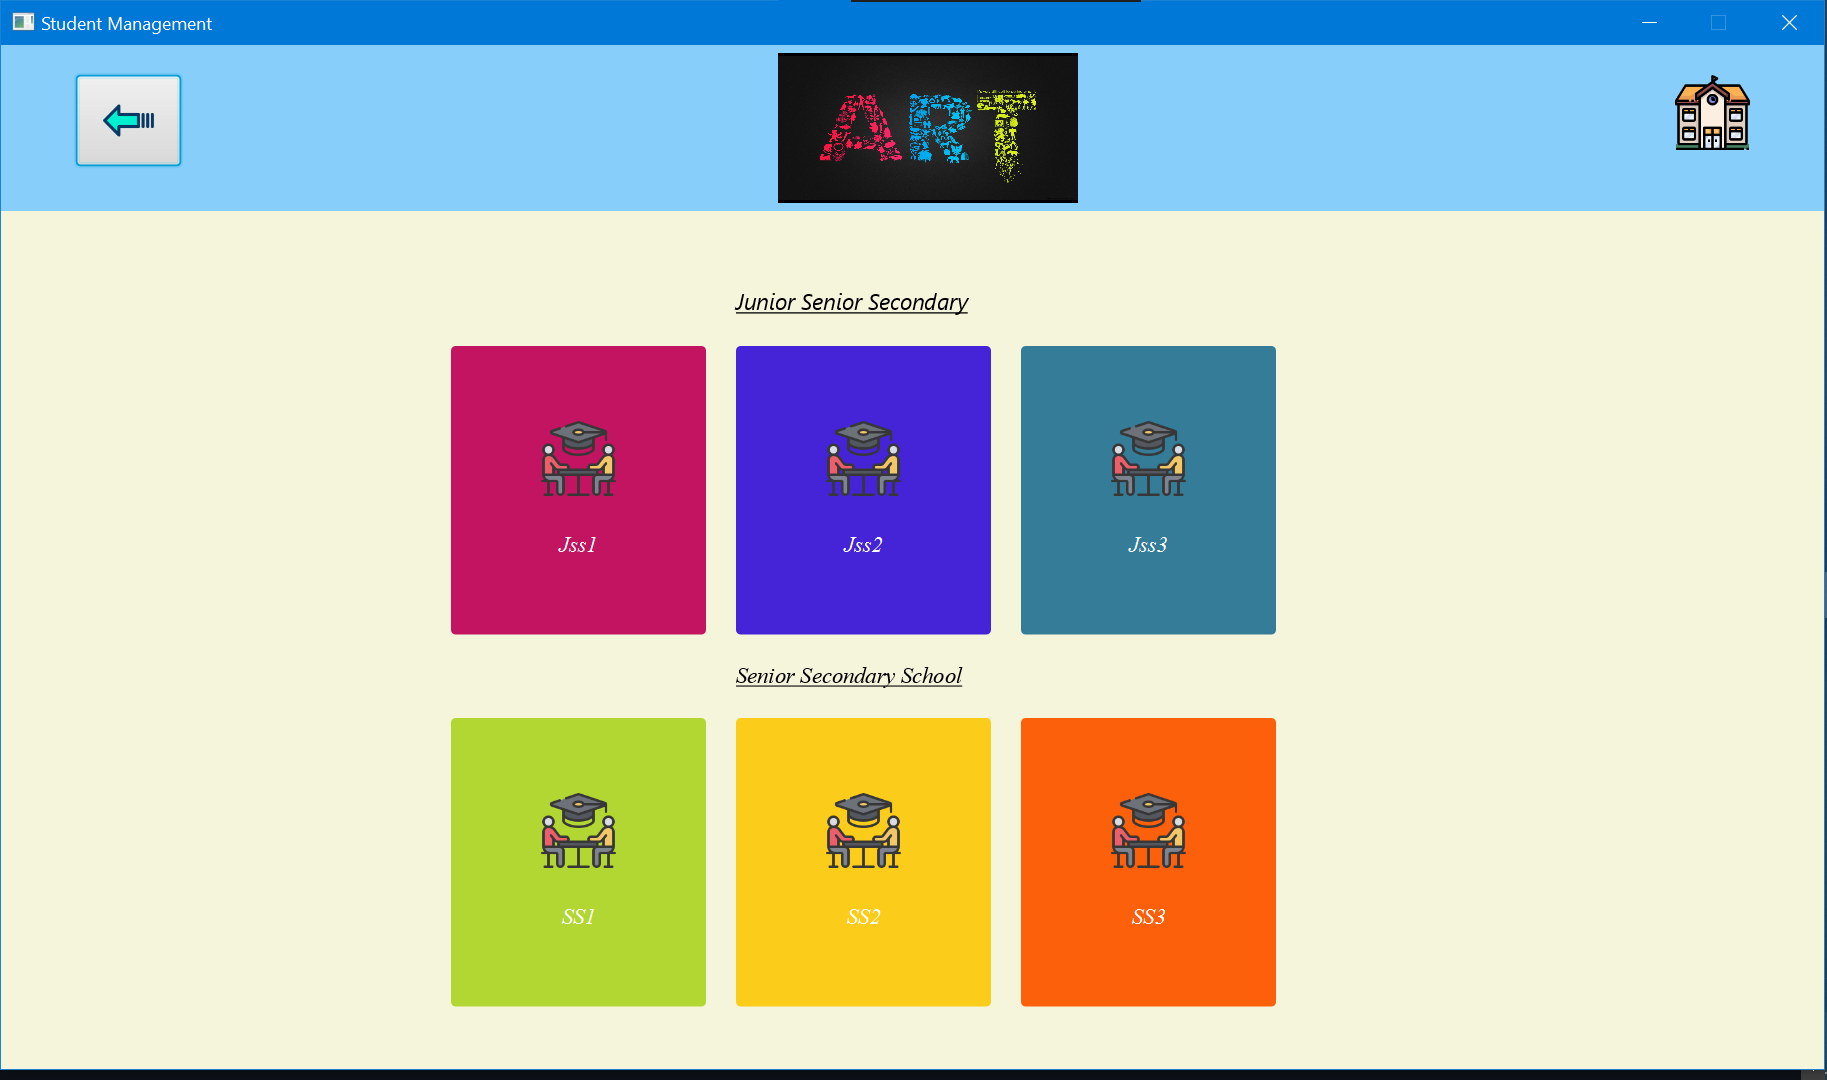 Student Management
ART
Junior Senior Secondary
Jss1
Jss2
Jss3
Senior Secondary School
SS1
SS2
SS3